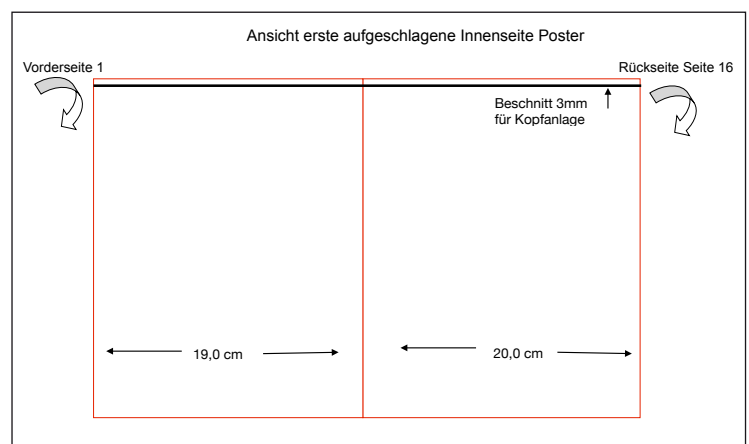 Ansicht erste aufgeschlagene Innenseite Poster
Vorderseite 1
Rückseite Seite 16
Beschnitt 3mm
für Kopfanlage
19,0 cm
20,0 cm